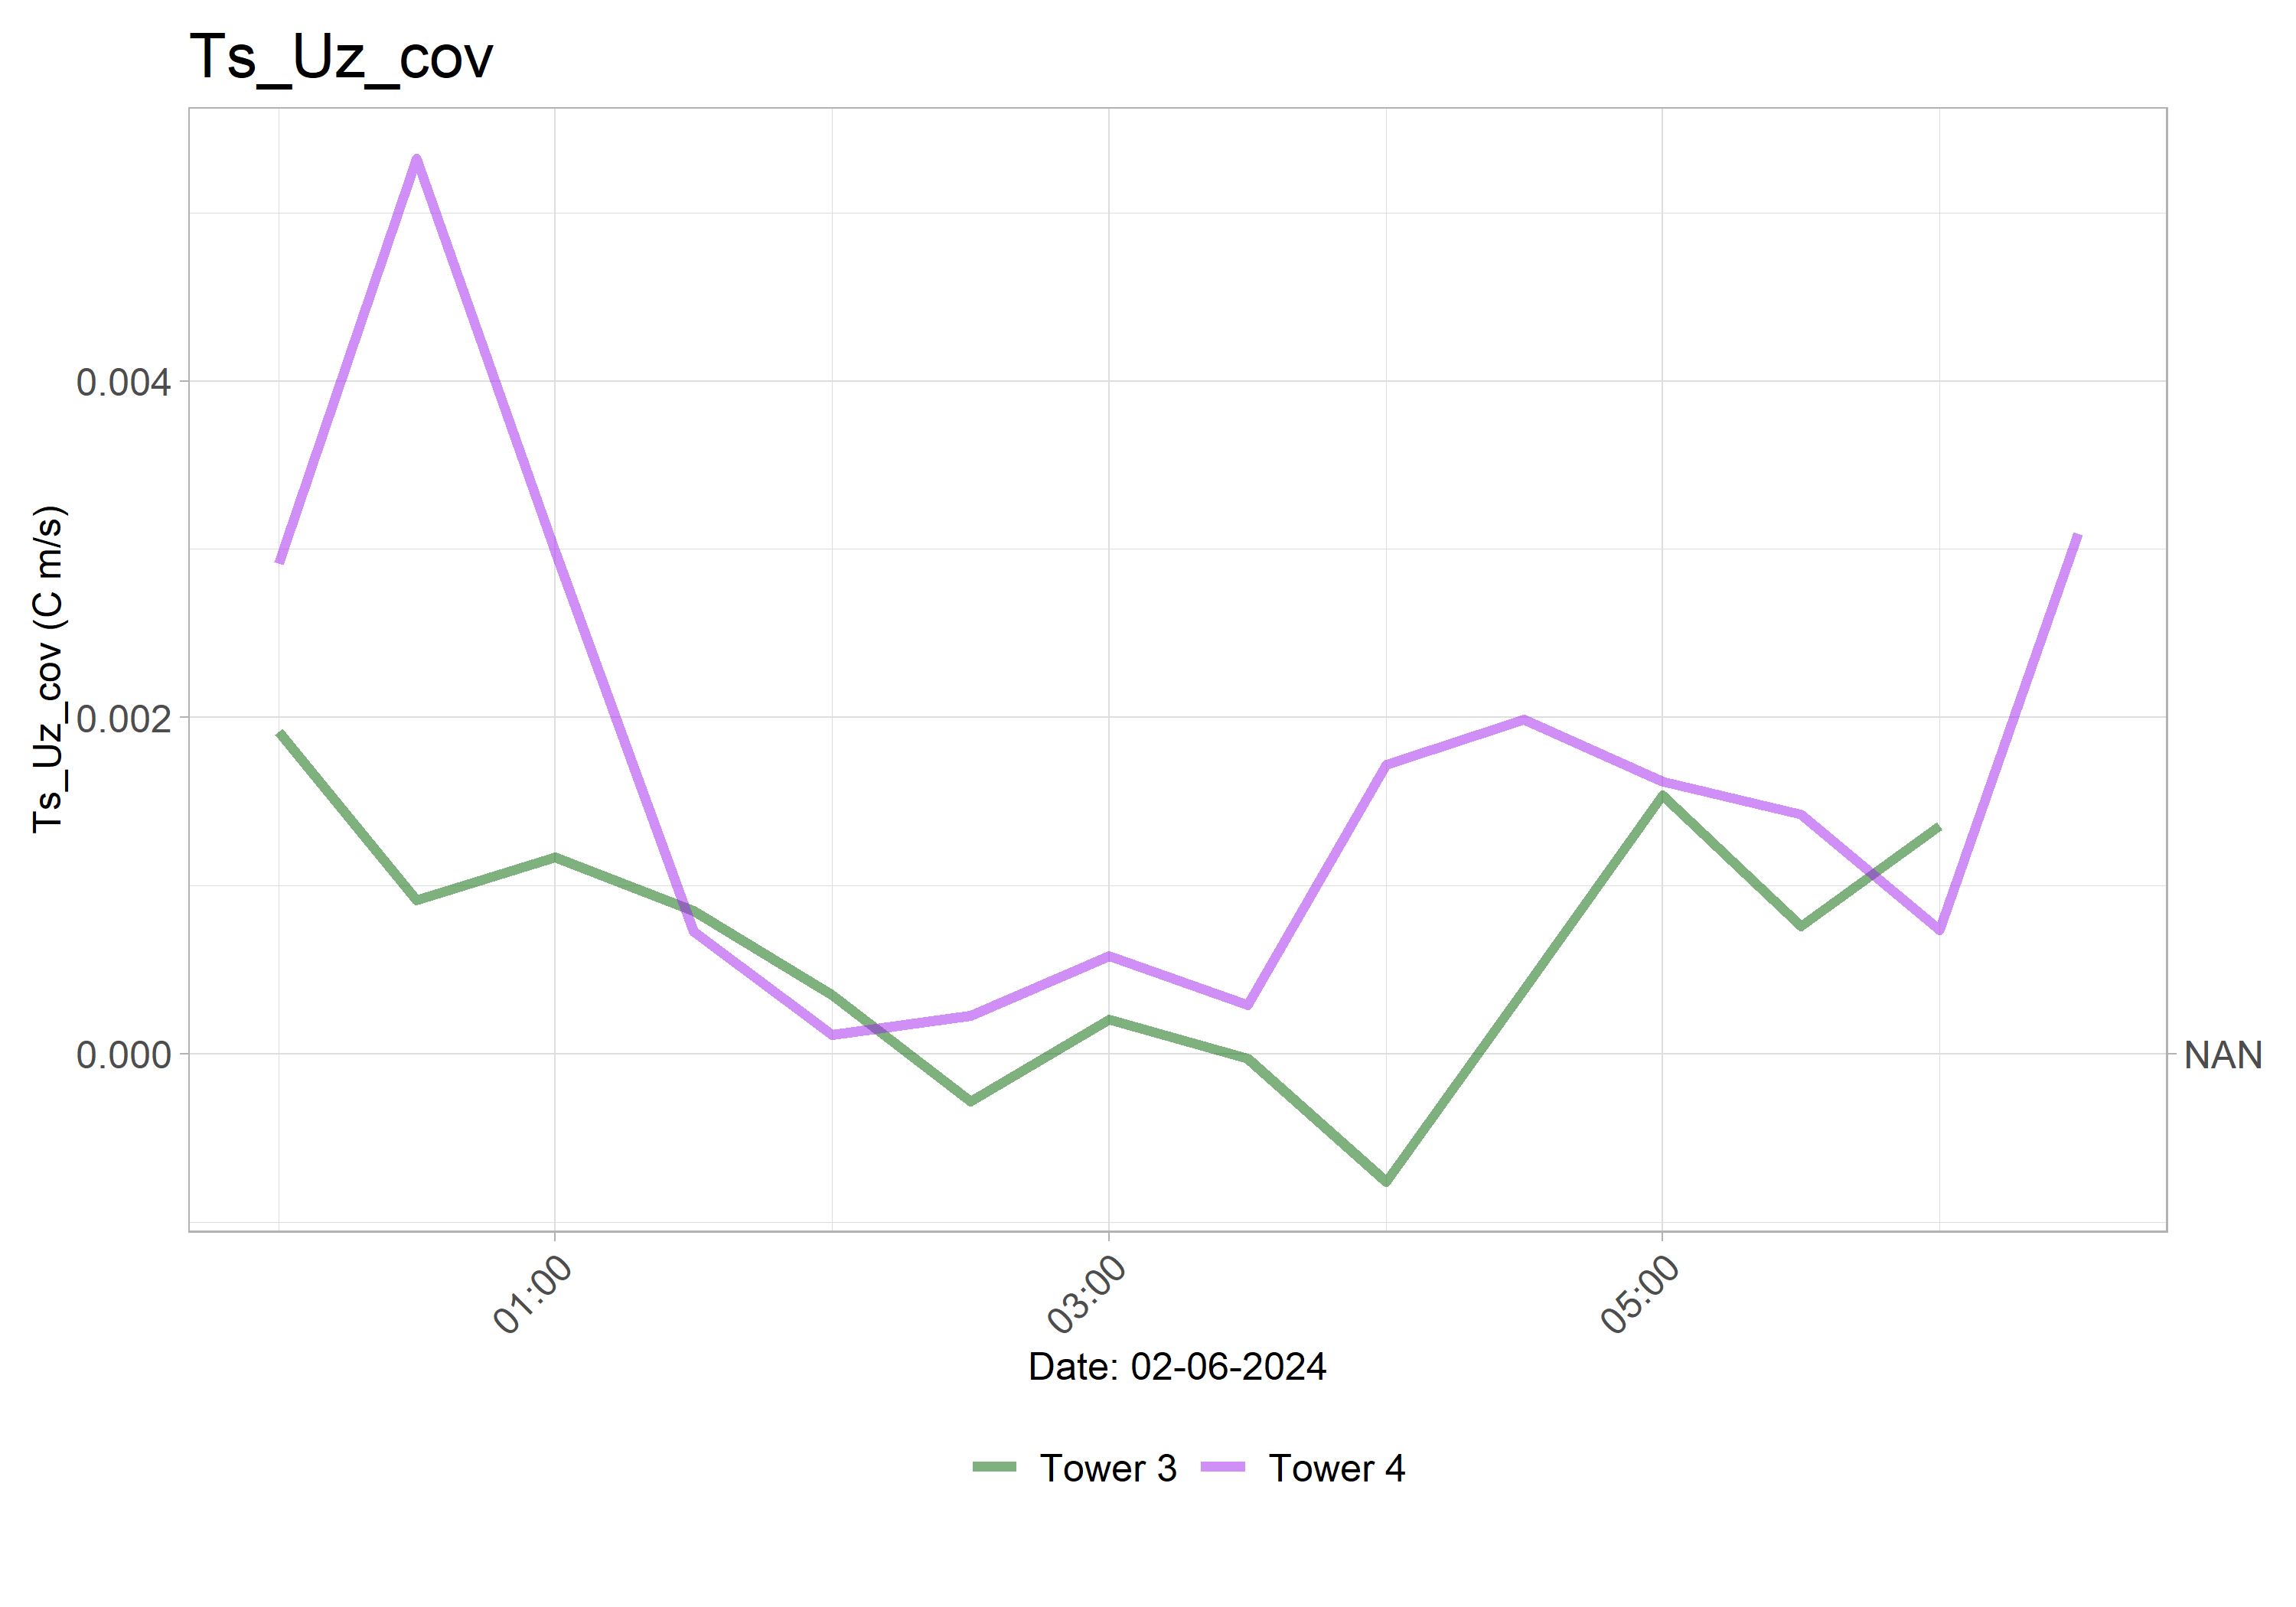 Ts_Uz_cov
Ts_Uz_cov (C m/s)
0.004
0.002
0.000
NAN
01:00
03:00
05:00
Date: 02-06-2024
Tower 3
Tower 4